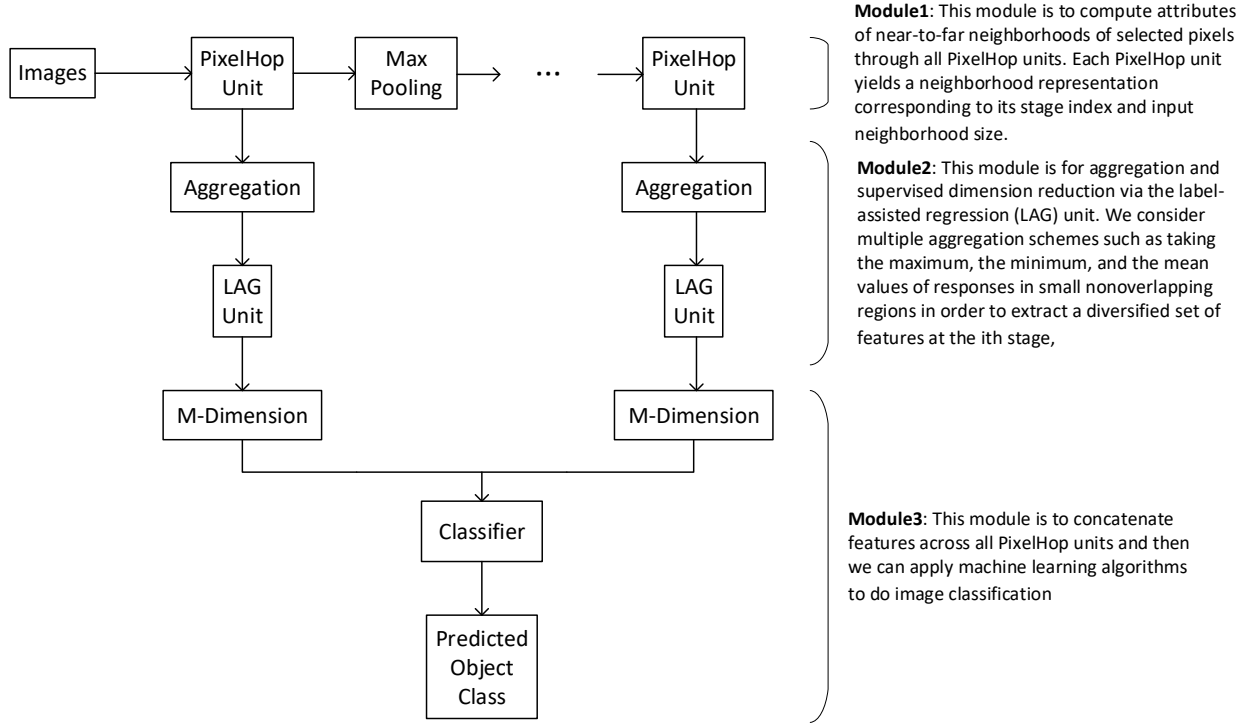 Images
PixelHop
Unit
Max
Pooling
...
PixelHop
Unit
Module1: This module is to compute attributes
of near-to-far neighborhoods of selected pixels
through all PixelHop units. Each PixelHop unit
yields a neighborhood representation
corresponding to its stage index and input
neighborhood size.
Aggregation
Aggregation
LAG
Unit
LAG
Unit
Module2: This module is for aggregation and
supervised dimension reduction via the label-
assisted regression (LAG) unit. We consider
multiple aggregation schemes such as taking
the maximum, the minimum, and the mean
values of responses in small nonoverlapping
regions in order to extract a diversified set of
features at the ith stage,
M-Dimension
M-Dimension
Classifier
Predicted
Object
Class
Module3: This module is to concatenate
features across all PixelHop units and then
we can apply machine learning algorithms
to do image classification